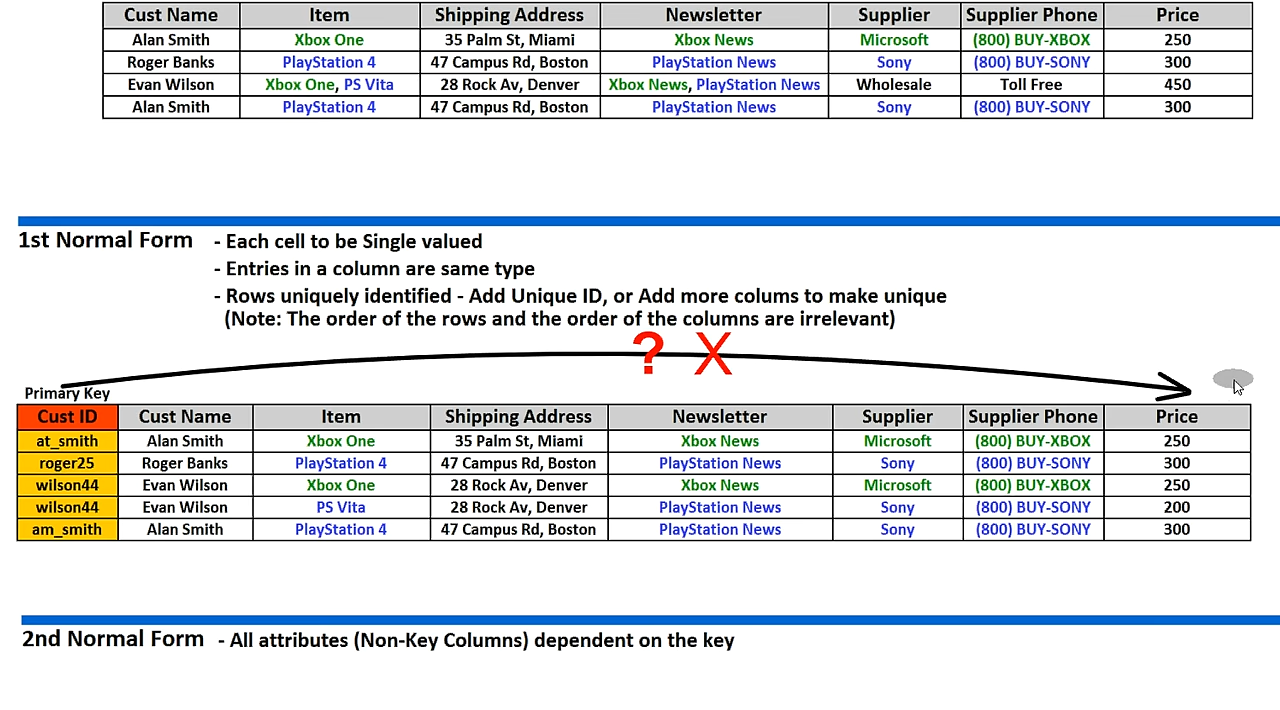 Cust Name Item Shipping Address Newsletter Supplier Supplier Phone Price
Alan Smith Xbox One 35 Palm St, Miami Xbox News Microsoft (800) BUY-XBOX 250
Roger Banks PlayStation 4 47 Campus Rd, Boston PlayStation News Sony (800) BUY-SONY 300
Evan Wilson Xbox One, PS Vita 28 Rock Av, Denver Xbox News, PlayStation News Wholesale Toll Free 450
Alan Smith PlayStation 4 47 Campus Rd, Boston PlayStation News Sony (800) BUY-SONY 300
1st Normal Form - Each cell to be Single valued
- Entries in a column are same type
- Rows uniquely identified - Add Unique ID, or Add more colums to make unique
(Note: The order of the rows and the order of the columns are irrelevant)
? X
Primary Key
Cust ID Cust Name Item Shipping Address Newsletter Supplier Supplier Phone Price
at_smith Alan Smith Xbox One 35 Palm St, Miami Xbox News Microsoft (800) BUY-XBOX 250
roger25 Roger Banks PlayStation 4 47 Campus Rd, Boston PlayStation News Sony (800) BUY-SONY 300
wilson44 Evan Wilson Xbox One 28 Rock Av, Denver Xbox News Microsoft (800) BUY-XBOX 250
wilson44 Evan Wilson PS Vita 28 Rock Av, Denver PlayStation News Sony (800) BUY-SONY 200
am_smith Alan Smith PlayStation 4 47 Campus Rd, Boston PlayStation News Sony (800) BUY-SONY 300
2nd Normal Form - All attributes (Non-Key Columns) dependent on the key